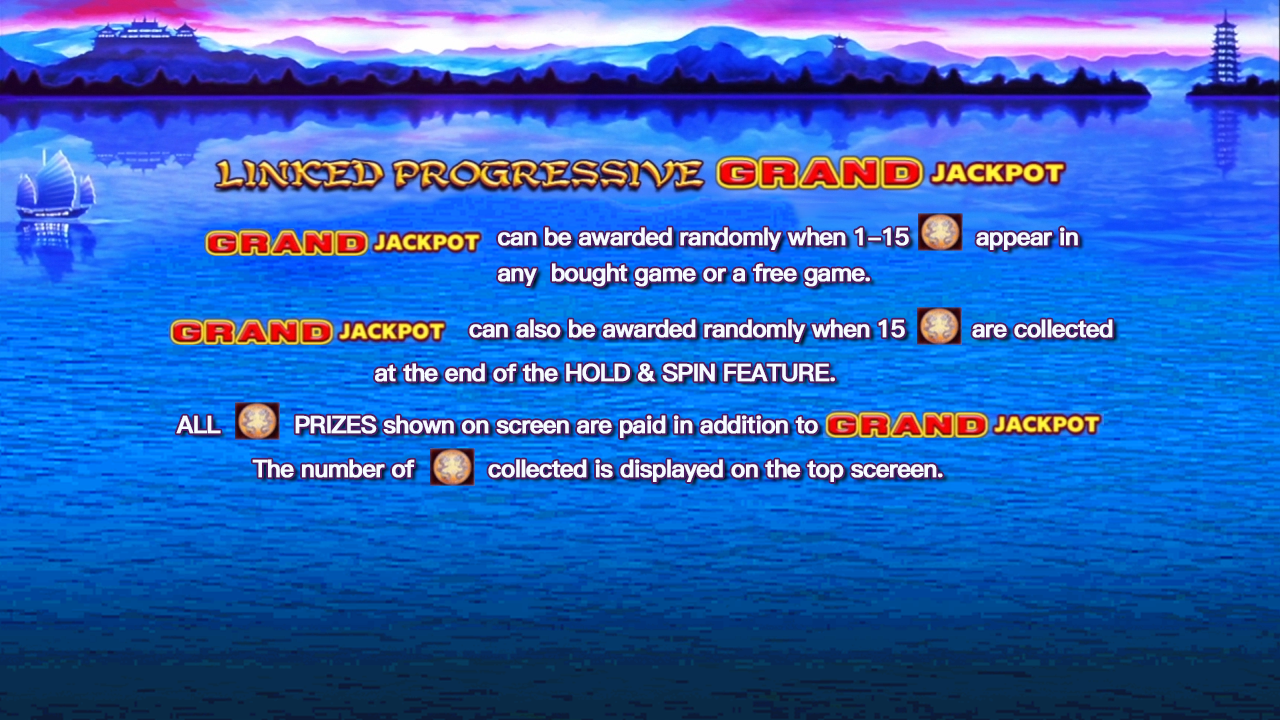 LINKED PROGRESSIVE GRAND JACKPOT
GRAND JACKPOT can be awarded randomly when 1–15 appear in
any bought game or a free game.
GRAND JACKPOT can also be awarded randomly when 15 are collected
at the end of the HOLD & SPIN FEATURE.
ALL PRIZES shown on screen are paid in addition to GRAND JACKPOT
The number of collected is displayed on the top scereen.